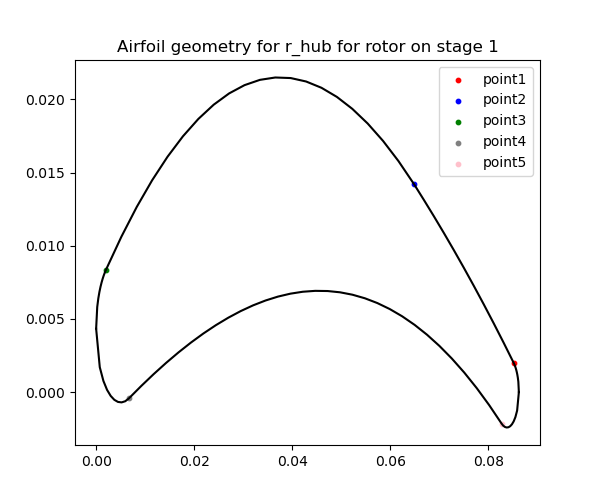 Airfoil geometry for r_hub for rotor on stage 1
point1
point2
point3
point4
point5
0.020
0.015
0.010
0.005
0.000
0.00 0.02 0.04 0.06 0.08